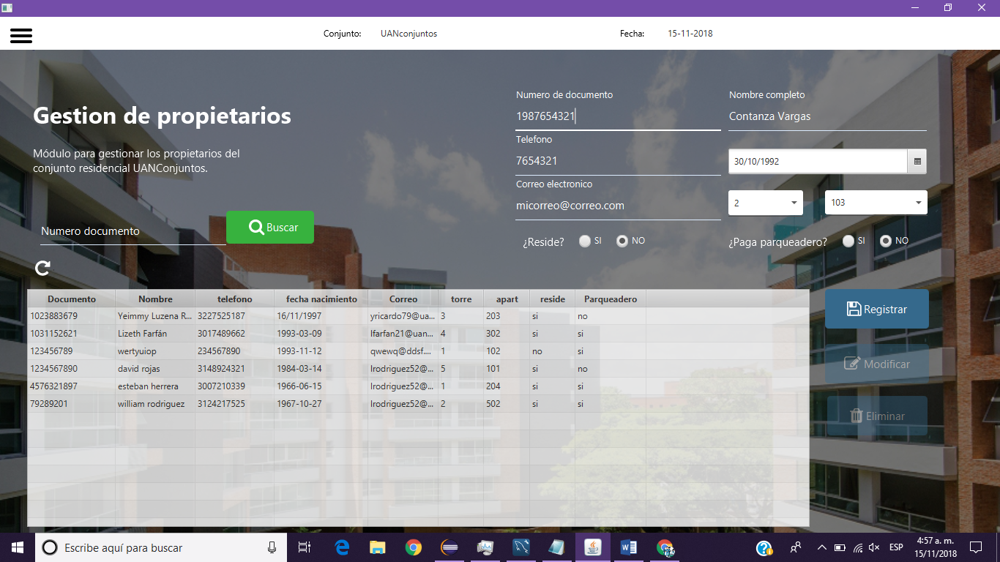 Conjunto: UANconjuntos Fecha: 15-11-2018
Gestion de propietarios
Módulo para gestionar los propietarios del
conjunto residencial UANConjuntos.
Numero documento Buscar
Numero de documento Nombre completo
1987654321 Contanza Vargas
Telefono
7654321 30/10/1992
Correo electronico
micorreo@correo.com 2 103
¿Reside? SI NO ¿Paga parqueadero? SI NO
Documento Nombre telefono fecha nacimiento Correo torre apart reside Parqueadero
1023883679 Yeimmy Luzena R... 3227525187 16/11/1997 yricardo79@ua... 3 203 si no
1031152621 Lizeth Farfán 3017489662 1993-03-09 lfarfan21@uan... 4 302 si si
123456789 wertyuiop 234567890 1993-11-12 qwewq@ddsf.... 1 102 no si
1234567890 david rojas 3148924321 1984-03-14 lrodriguez52@... 5 101 si no
4576321897 esteban herrera 3007210339 1966-06-15 lrodriguez52@... 1 204 si si
79289201 william rodriguez 3124217525 1967-10-27 lrodriguez52@... 2 502 si si
Registrar
Modificar
Eliminar
Escribe aquí para buscar
ESP 4:57 a. m.
15/11/2018